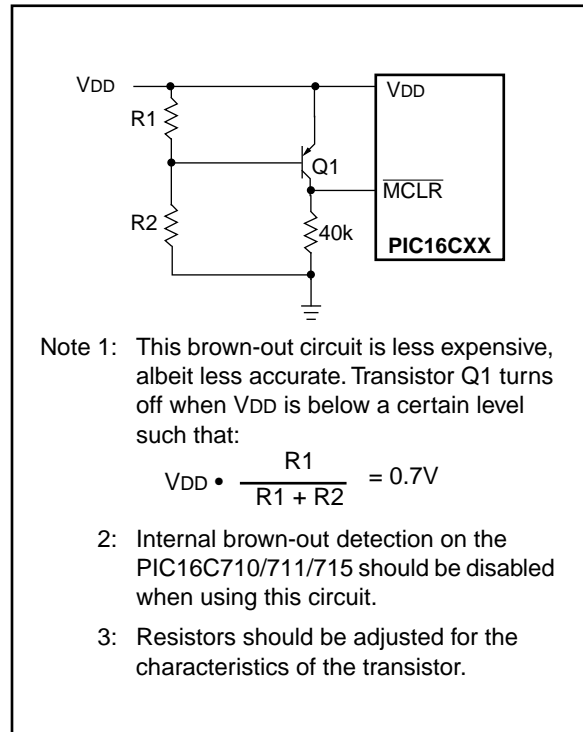 VDD
VDD
R1
Q1
MCLR
R2
40k
PIC16CXX
Note 1: This brown-out circuit is less expensive,
albeit less accurate. Transistor Q1 turns
off when VDD is below a certain level
such that:
VDD • R1 / R1 + R2 = 0.7V
2: Internal brown-out detection on the
PIC16C710/711/715 should be disabled
when using this circuit.
3: Resistors should be adjusted for the
characteristics of the transistor.